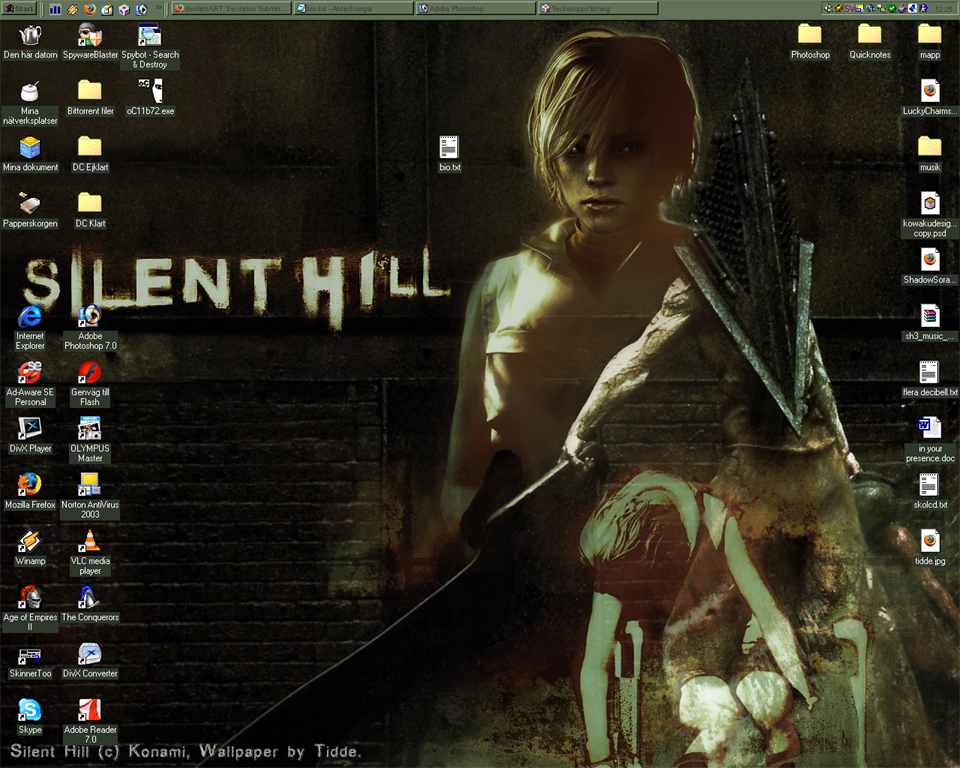 Start
deviantART: Deviation Submis...
bio.txt - Anteckningar
Adobe Photoshop
Teckenuppsättning
12:25
Den här datorn
SpywareBlaster
Spybot - Search
& Destroy
Photoshop
Quicknotes
mapp
Mina
nätverksplatser
Bittorrent filer
oC11b72.exe
LuckyCharms...
Mina dokument
DC Ejklart
bio.txt
musik
Papperskorgen
DC Klart
kowakudesig...
copy.psd
SILENT HILL
ShadowSora...
Internet
Explorer
Adobe
Photoshop 7.0
sh3_music_...
Ad-Aware SE
Personal
Genväg till
Flash
flera decibell.txt
DivX Player
OLYMPUS
Master
in your
presence.doc
Mozilla Firefox
Norton AntiVirus
2003
skolcd.txt
Winamp
VLC media
player
tidde.jpg
Age of Empires
II
The Conquerors
SkinnerToo
DivX Converter
Skype
Adobe Reader
7.0
Silent Hill (c) Konami, Wallpaper by Tidde.